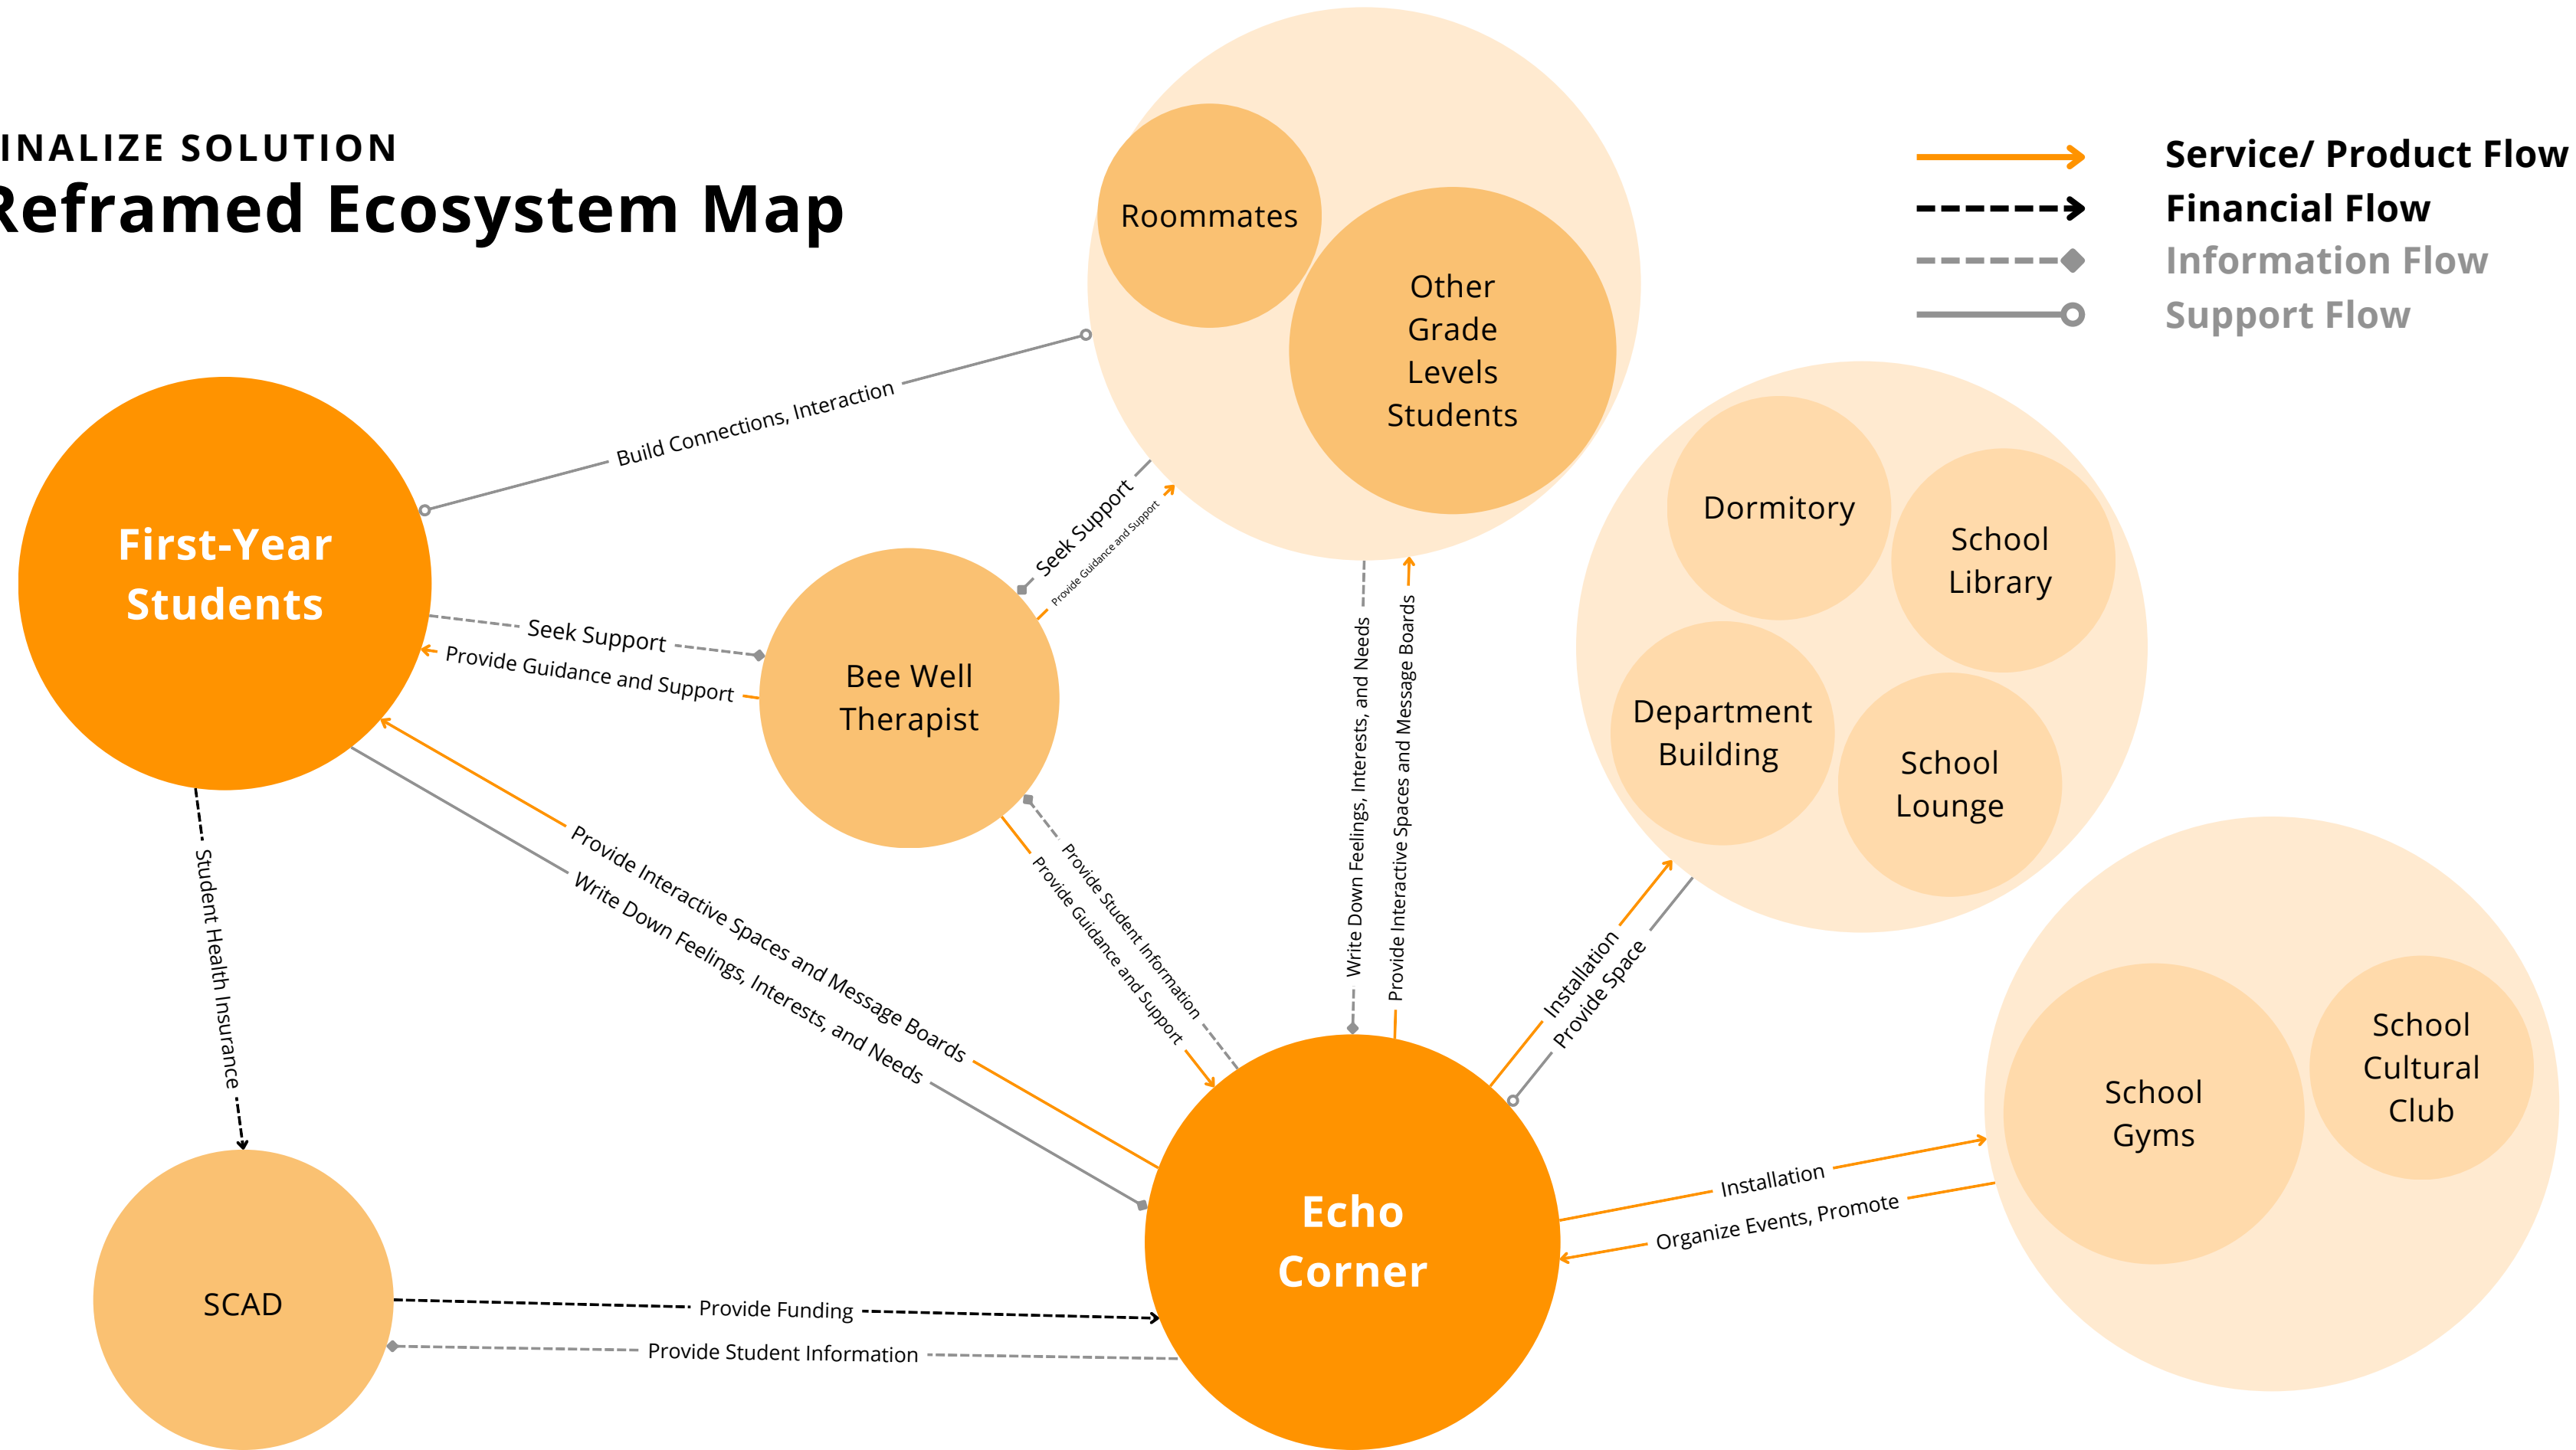 INALIZE SOLUTION
Reframed Ecosystem Map
Service/ Product Flow
Financial Flow
Information Flow
Support Flow
Roommates
Other
Grade
Levels
Students
Build Connections, Interaction
First-Year
Students
Seek Support
Provide Guidance and Support
Seek Support
Provide Guidance and Support
Bee Well
Therapist
Dormitory
School
Library
Department
Building
School
Lounge
Write Down Feelings, Interests, and Needs
Provide Interactive Spaces and Message Boards
Provide Interactive Spaces and Message Boards
Write Down Feelings, Interests, and Needs
Provide Student Information
Provide Guidance and Support
Student Health Insurance
Installation
Provide Space
School
Gyms
School
Cultural
Club
Installation
Organize Events, Promote
Echo
Corner
SCAD
Provide Funding
Provide Student Information